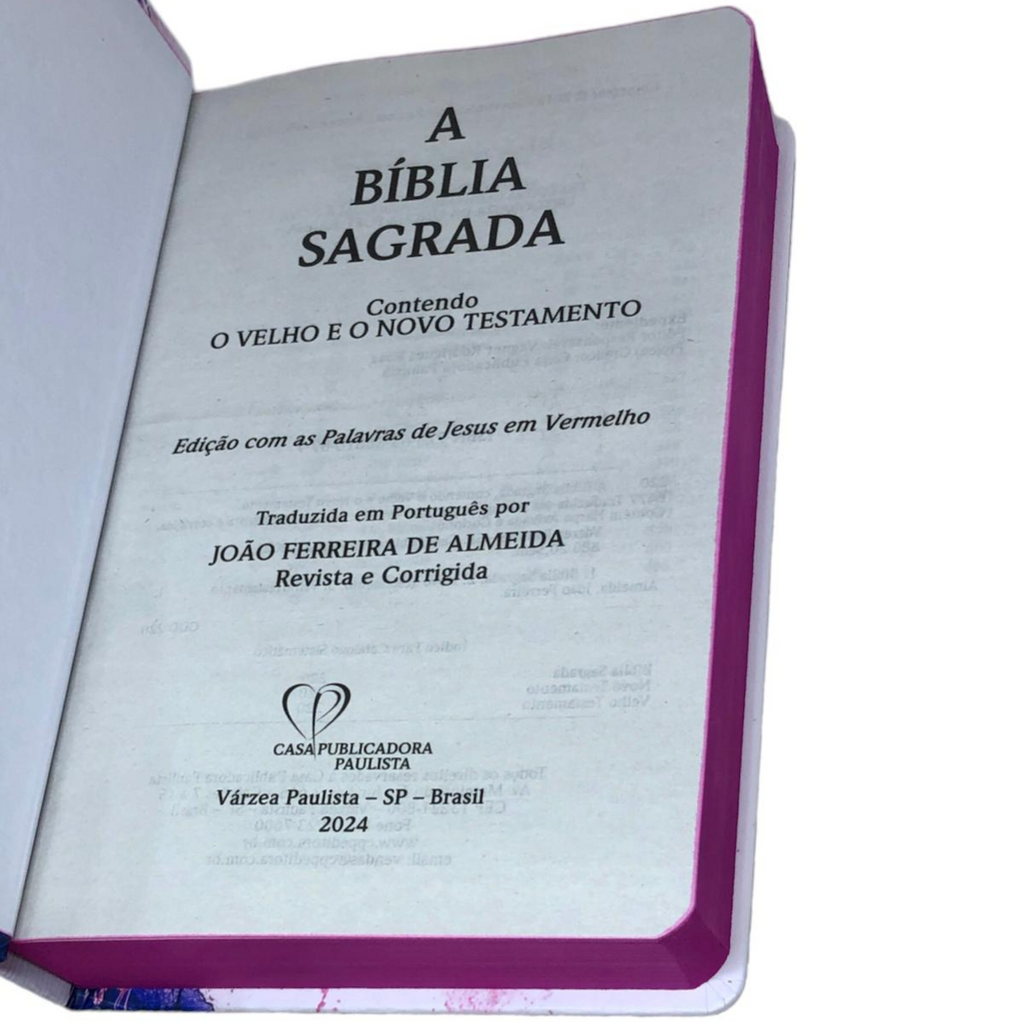 A
BÍBLIA
SAGRADA
Contendo
O VELHO E O NOVO TESTAMENTO
Edição com as Palavras de Jesus em Vermelho
Traduzida em Português por
JOÃO FERREIRA DE ALMEIDA
Revista e Corrigida
CASA PUBLICADORA
PAULISTA
Várzea Paulista – SP – Brasil
2024